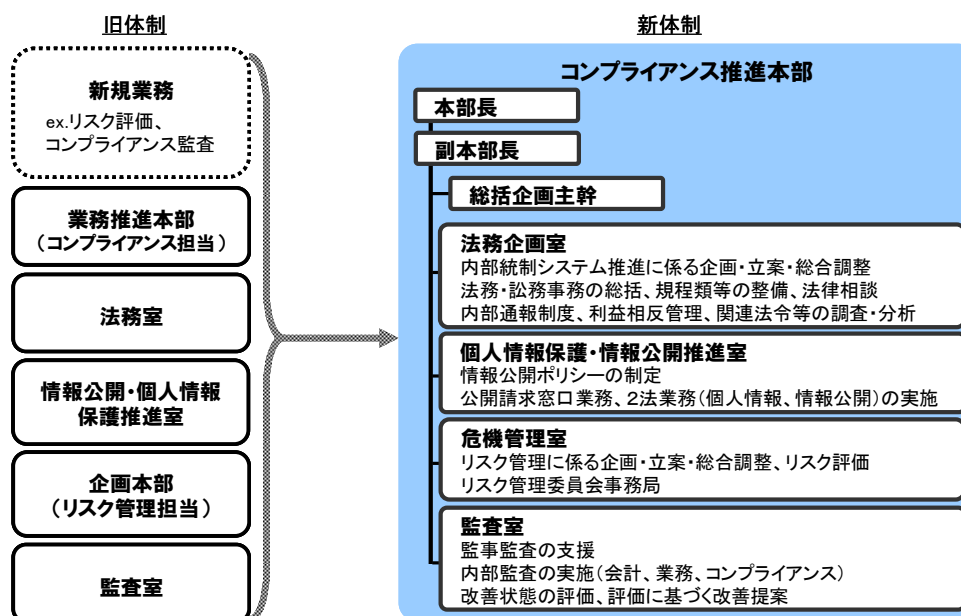 旧体制
新規業務
ex.リスク評価、
コンプライアンス監査
業務推進本部
(コンプライアンス担当)
法務室
情報公開・個人情報
保護推進室
企画本部
(リスク管理担当)
監査室
新体制
コンプライアンス推進本部
本部長
副本部長
総括企画主幹
法務企画室
内部統制システム推進に係る企画・立案・総合調整
法務・訟務事務の総括、規程類等の整備、法律相談
内部通報制度、利益相反管理、関連法令等の調査・分析
個人情報保護・情報公開推進室
情報公開ポリシーの制定
公開請求窓口業務、2法業務(個人情報、情報公開)の実施
危機管理室
リスク管理に係る企画・立案・総合調整、リスク評価
リスク管理委員会事務局
監査室
監事監査の支援
内部監査の実施(会計、業務、コンプライアンス)
改善状態の評価、評価に基づく改善提案